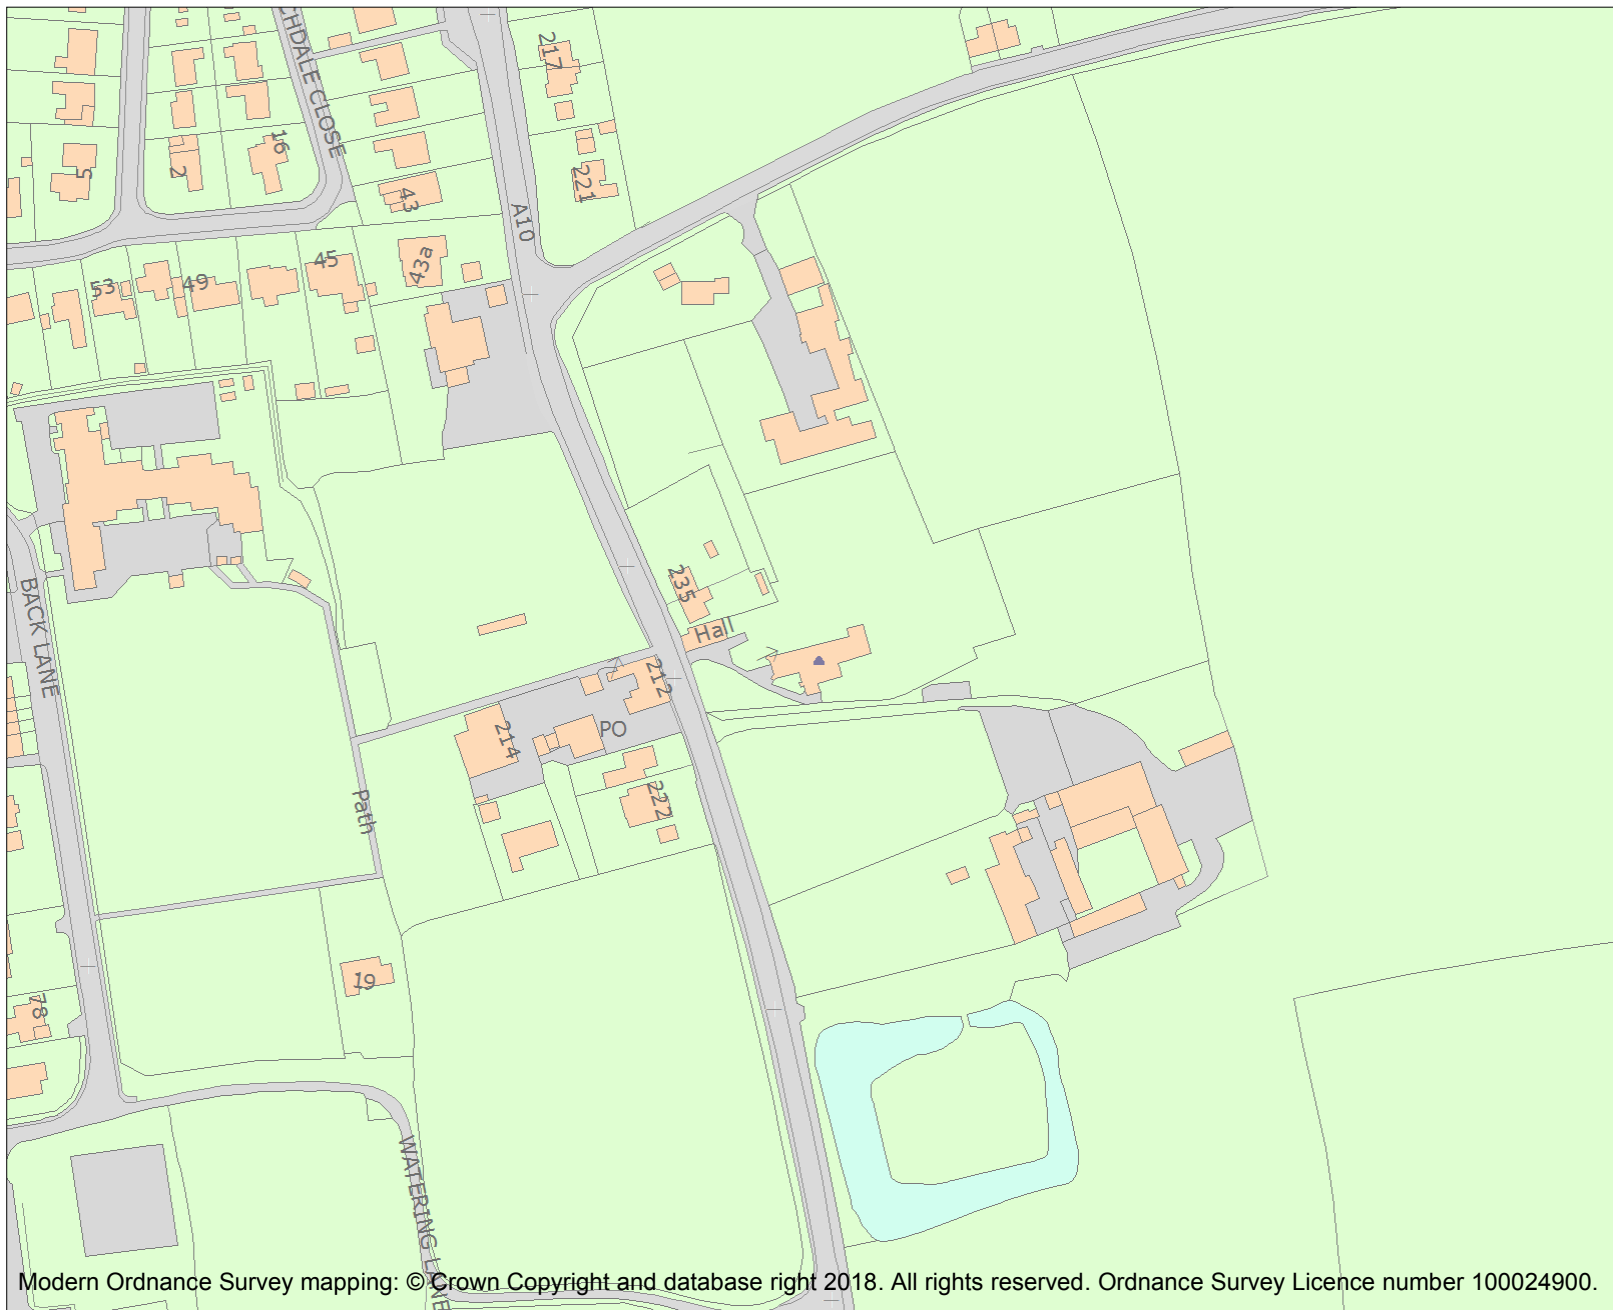 CHDALE CLOSE
217
16
5
2
221
43
A10
43a
45
49
53
235
BACK LANE
Hall
212
214
PO
222
Path
19
78
WATERING LANE
Modern Ordnance Survey mapping: © Crown Copyright and database right 2018. All rights reserved. Ordnance Survey Licence number 100024900.